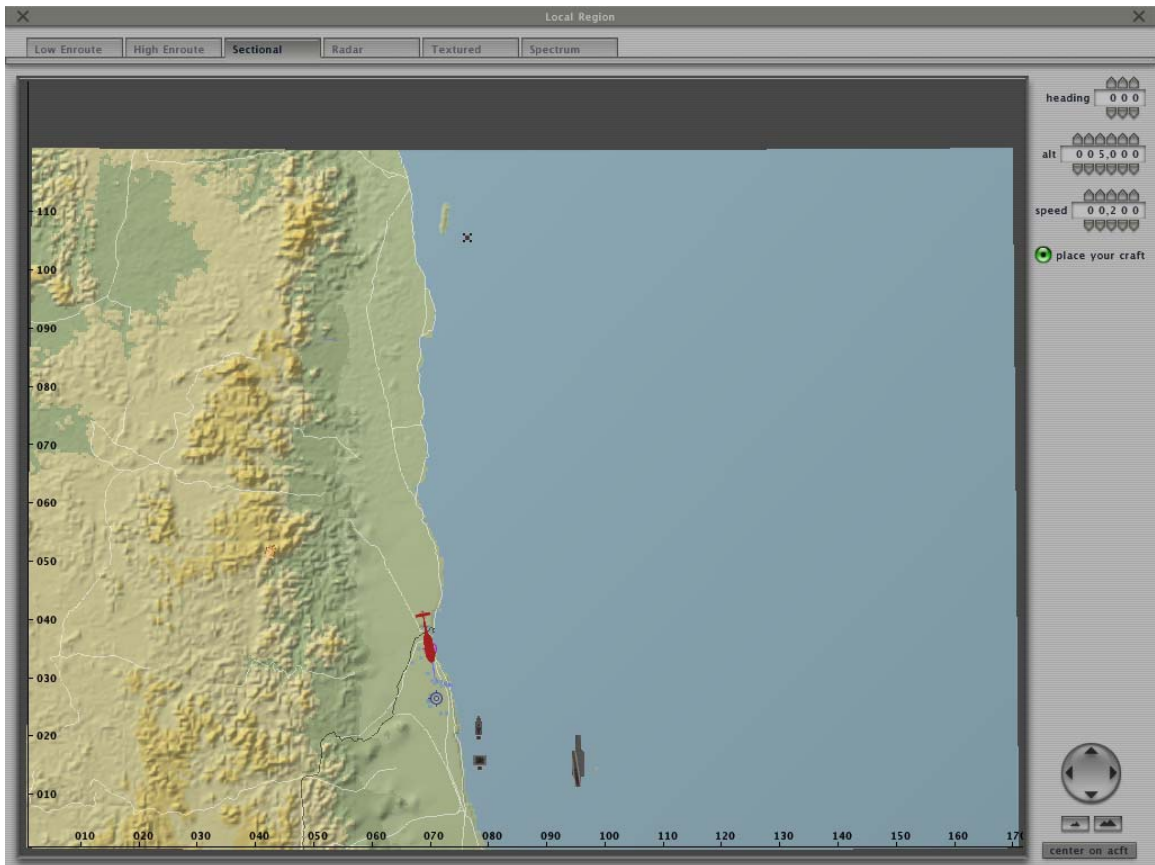 Local Region
Low Enroute High Enroute Sectional Radar Textured Spectrum
heading 0 0 0
alt 0 0 5,0 0 0
speed 0 0,2 0 0
place your craft
110
100
090
080
070
060
050
040
030
020
010
010 020 030 040 050 060 070 080 090 100 110 120 130 140 150 160 170
center on acft